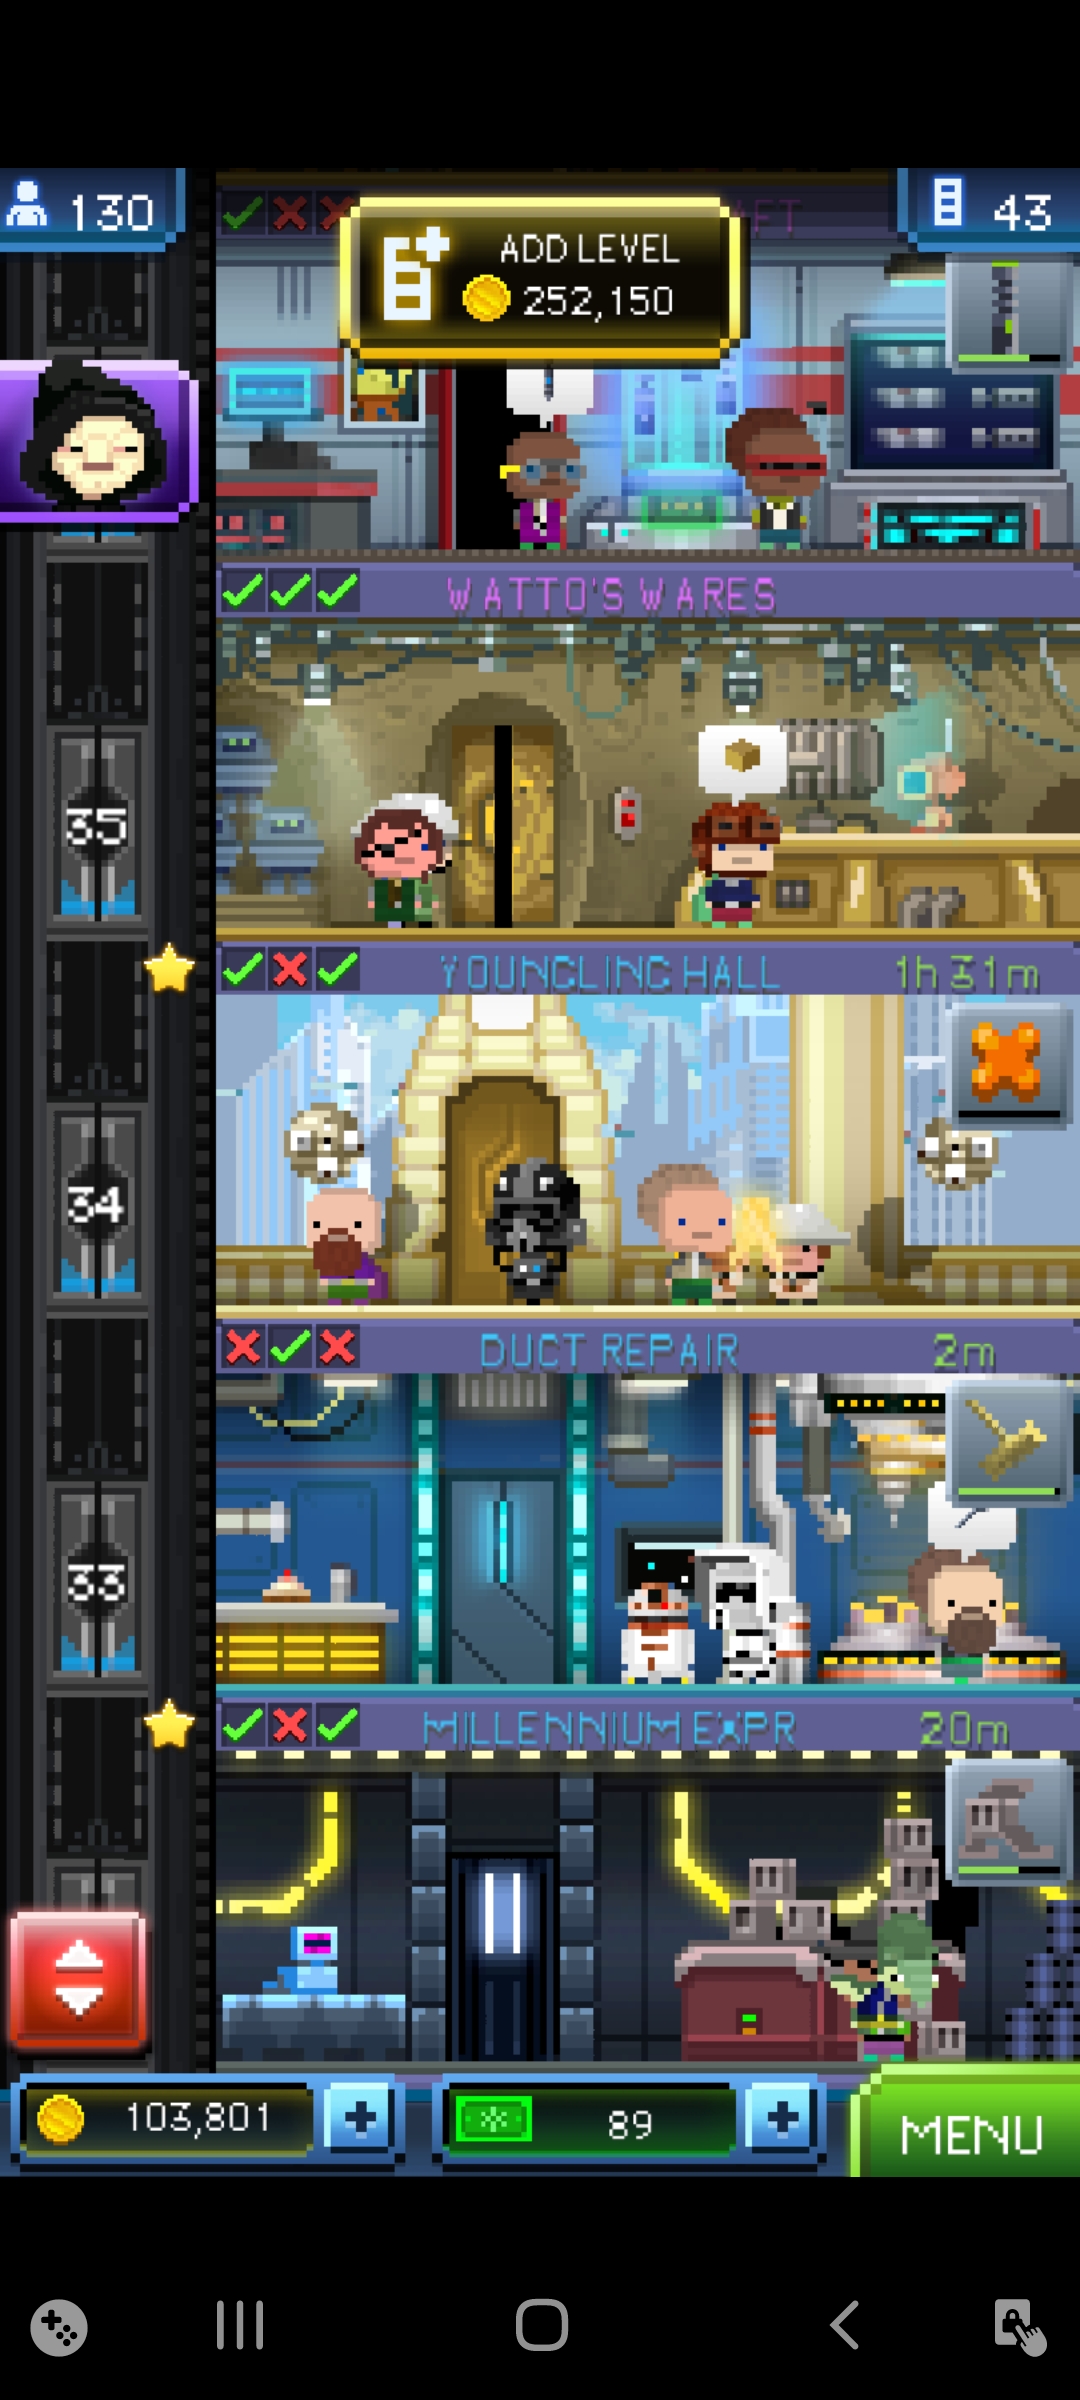 130
43
ADD LEVEL
252,150
WATTO'S WARES
35
YOUNGLING HALL 1h 31m
34
DUCT REPAIR 2m
33
MILLENNIUM EXPR 20m
103,801
89
MENU